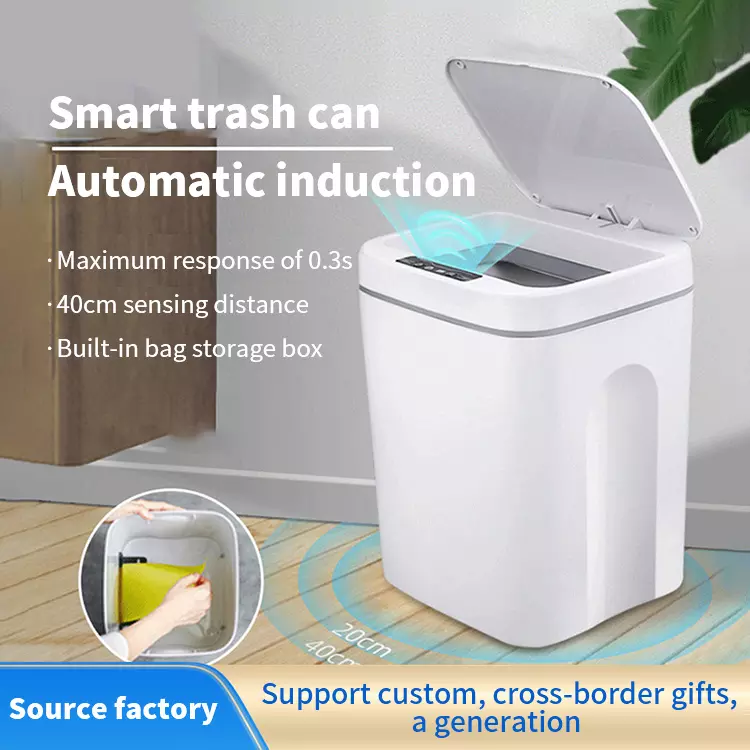 Smart trash can
Automatic induction
·Maximum response of 0.3s
·40cm sensing distance
·Built-in bag storage box
20cm
40cm
Source factory
Support custom, cross-border gifts,
a generation